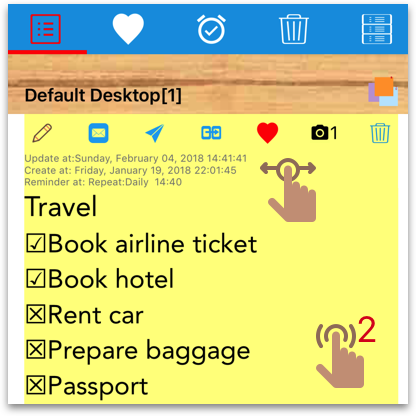 Default Desktop[1]
1
Update at:Sunday, February 04, 2018 14:41:41
Create at: Friday, January 19, 2018 22:01:45
Reminder at: Repeat:Daily 14:40
Travel
☑Book airline ticket
☑Book hotel
☒Rent car
☒Prepare baggage
2
☒Passport